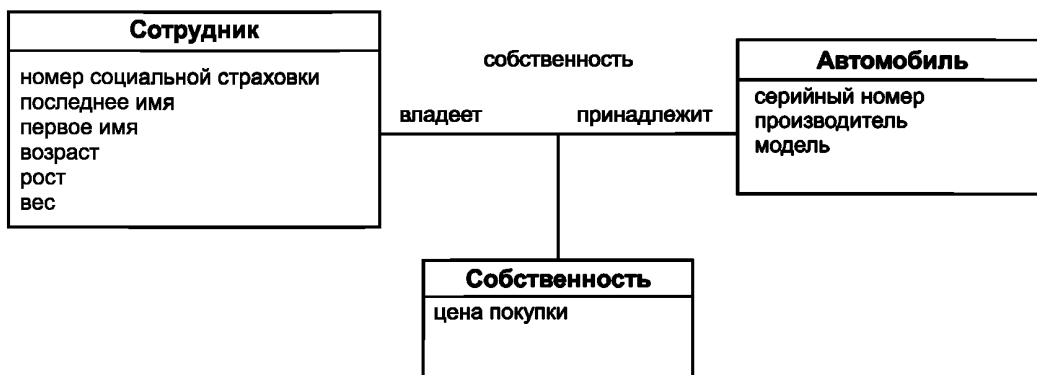 Сотрудник
номер социальной страховки
последнее имя
первое имя
возраст
рост
вес
собственность
владеет
принадлежит
Автомобиль
серийный номер
производитель
модель
Собственность
цена покупки